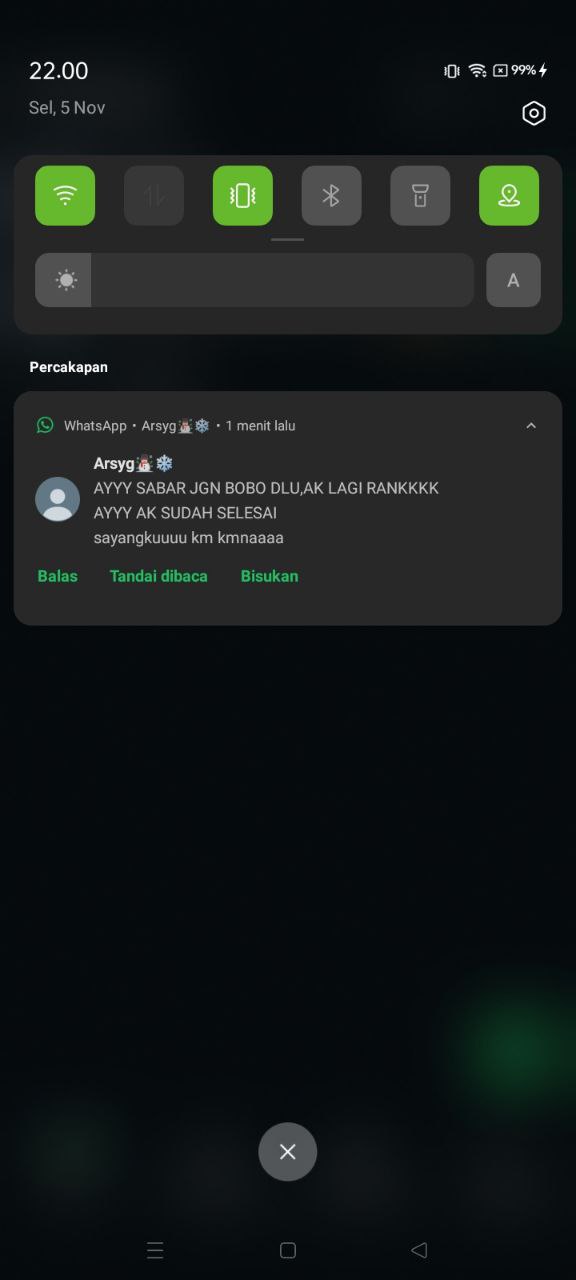 22.00
99%
Sel, 5 Nov
A
Percakapan
WhatsApp • Arsyg⛄❄️ • 1 menit lalu
Arsyg⛄❄️
AYYY SABAR JGN BOBO DLU,AK LAGI RANKKKK
AYYY AK SUDAH SELESAI
sayangkuuuu km kmnaaaa
Balas Tandai dibaca Bisukan